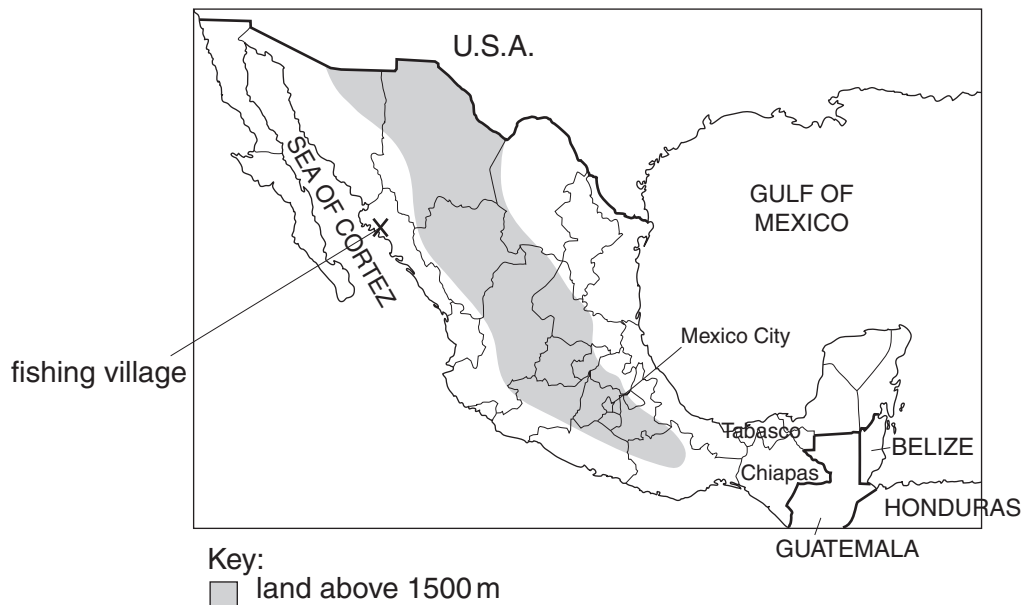 U.S.A.
SEA OF CORTEZ
GULF OF
MEXICO
Mexico City
fishing village
Tabasco
BELIZE
Chiapas
HONDURAS
GUATEMALA
Key:
land above 1500 m